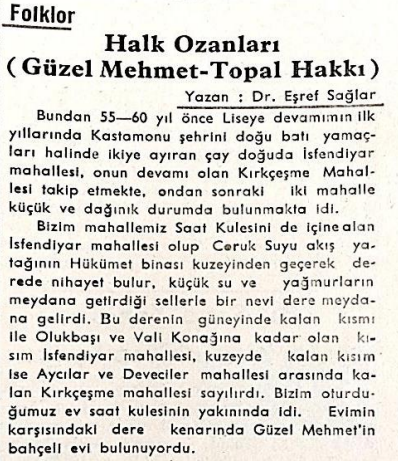 Folklor
Halk Ozanları
(Güzel Mehmet-Topal Hakkı)
Yazan : Dr. Eşref Sağlar
Bundan 55—60 yıl önce Liseye devamımın ilk
yıllarında Kastamonu şehrini doğu batı yamaç-
ları halinde ikiye ayıran çay doğuda İsfendiyar
mahallesi, onun devamı olan Kırkçeşme Mahal-
lesi takip etmekte, ondan sonraki iki mahalle
küçük ve dağınık durumda bulunmakta idi.
Bizim mahallemiz Saat Kulesini de içine alan
İsfendiyar mahallesi olup Ceruk Suyu akış ya-
tağının Hükümet binası kuzeyinden geçerek de-
rede nihayet bulur, küçük su ve yağmurların
meydana getirdiği sellerle bir nevi dere meyda-
na gelirdi. Bu derenin güneyinde kalan kısmı
ile Olukbaşı ve Vali Konağına kadar olan kı-
sım İsfendiyar mahallesi, kuzeyde kalan kısım
ise Aycılar ve Deveciler mahallesi arasında ka-
lan Kırkçeşme mahallesi sayılırdı. Bizim oturdu-
ğumuz ev saat kulesinin yakınında idi. Evimin
karşısındaki dere kenarında Güzel Mehmet'in
bahçeli evi bulunuyordu.